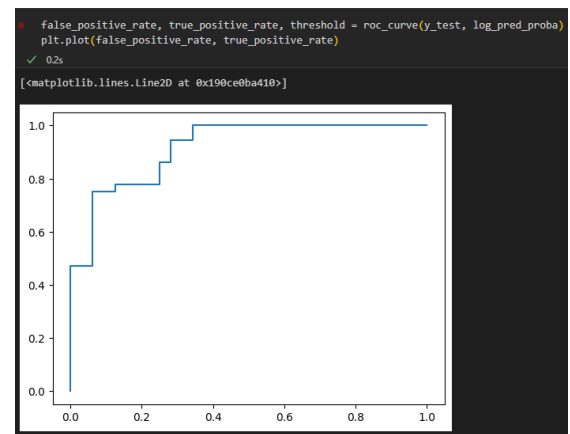 false_positive_rate, true_positive_rate, threshold = roc_curve(y_test, log_pred_proba)
plt.plot(false_positive_rate, true_positive_rate)
✓ 0.2s
[<matplotlib.lines.Line2D at 0x190ce0ba410>]
1.0
0.8
0.6
0.4
0.2
0.0
0.0 0.2 0.4 0.6 0.8 1.0